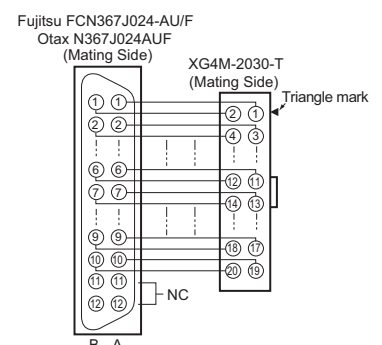 Fujitsu FCN367J024-AU/F
Otax N367J024AUF
(Mating Side)
XG4M-2030-T
(Mating Side)
Triangle mark
1 1
2 1
2 2
4 3
6 6
12 11
7 7
14 13
9 9
18 17
10 10
20 19
11 11
NC
12 12
B A